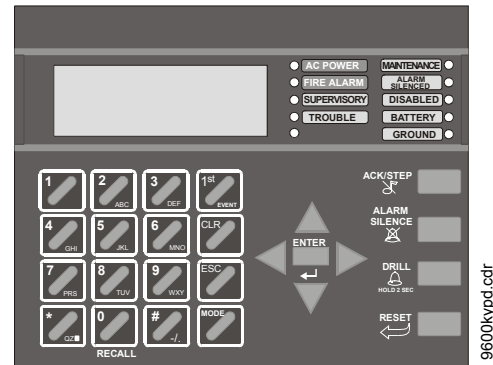 AC POWER
FIRE ALARM
SUPERVISORY
TROUBLE
MAINTENANCE
ALARM
SILENCED
DISABLED
BATTERY
GROUND
1
2 ABC
3 DEF
1st EVENT
4 GHI
5 JKL
6 MNO
CLR
7 PRS
8 TUV
9 WXY
ESC
* QZ
0
# -/.
MODE
RECALL
ENTER
ACK/STEP
ALARM
SILENCE
DRILL
HOLD 2 SEC
RESET
9600kypd.cdr